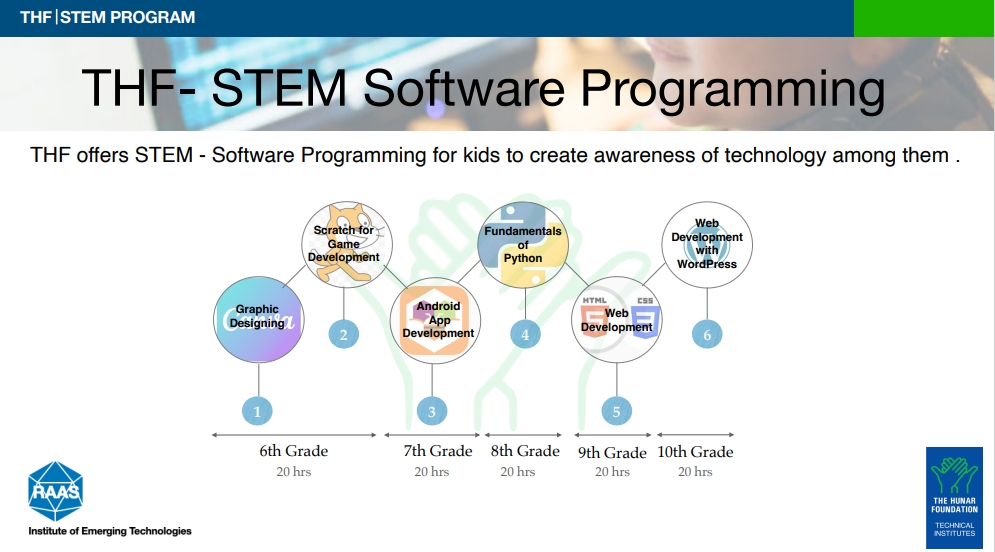 THF|STEM PROGRAM
THF- STEM Software Programming
THF offers STEM - Software Programming for kids to create awareness of technology among them .
Graphic
Designing
Canva
1
Scratch for
Game
Development
2
Android
App
Development
3
Fundamentals
of
Python
4
HTML
CSS
5
3
Web
Development
5
Web
Development
with
WordPress
6
6th Grade
20 hrs
7th Grade
20 hrs
8th Grade
20 hrs
9th Grade
20 hrs
10th Grade
20 hrs
RAAS
Institute of Emerging Technologies
THE HUNAR
FOUNDATION
TECHNICAL
INSTITUTES